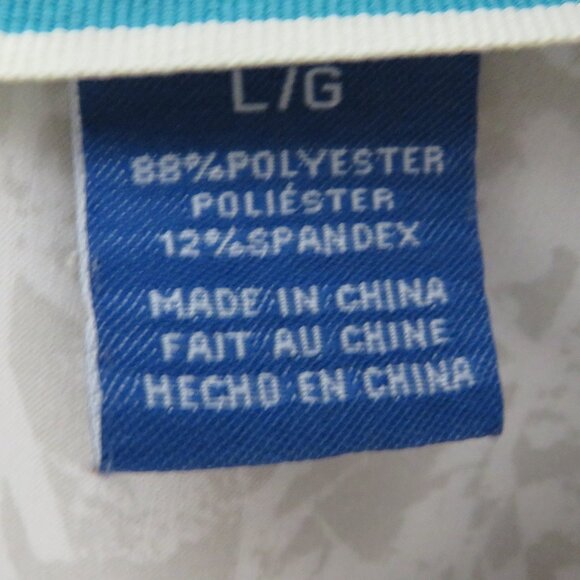 L/G
88%POLYESTER
POLIÉSTER
12%SPANDEX
MADE IN CHINA
FAIT AU CHINE
HECHO EN CHINA